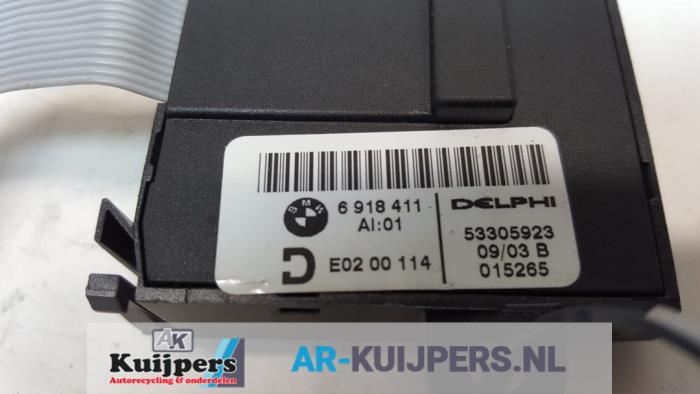 BMW
6 918 411
AI:01
D E02 00 114
DELPHI
53305923
09/03 B
015265
AK
Kuijpers
Autorecycling & onderdelen
AR-KUIJPERS.NL